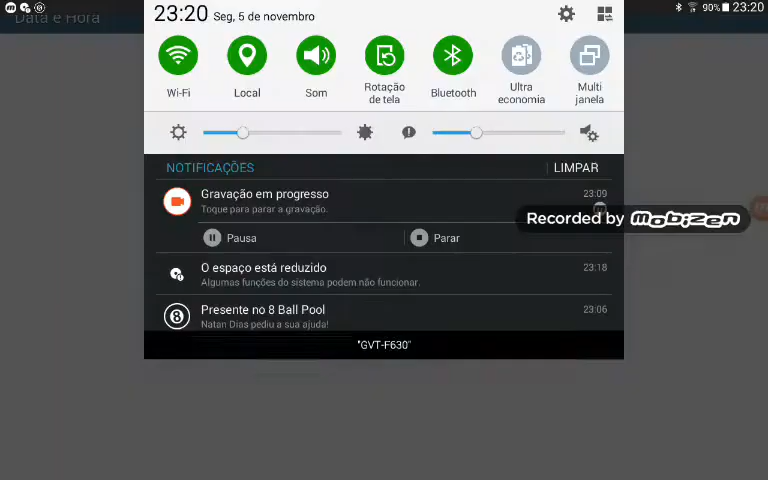 Data e Hora
90% 23:20
23:20 Seg, 5 de novembro
Wi-Fi
Local
Som
Rotação
de tela
Bluetooth
Ultra
economia
Multi
janela
NOTIFICAÇÕES
LIMPAR
Gravação em progresso
23:09
Toque para parar a gravação.
Recorded by mobizen
Pausa
Parar
O espaço está reduzido
23:18
Algumas funções do sistema podem não funcionar.
Presente no 8 Ball Pool
23:06
Natan Dias pediu a sua ajuda!
"GVT-F630"